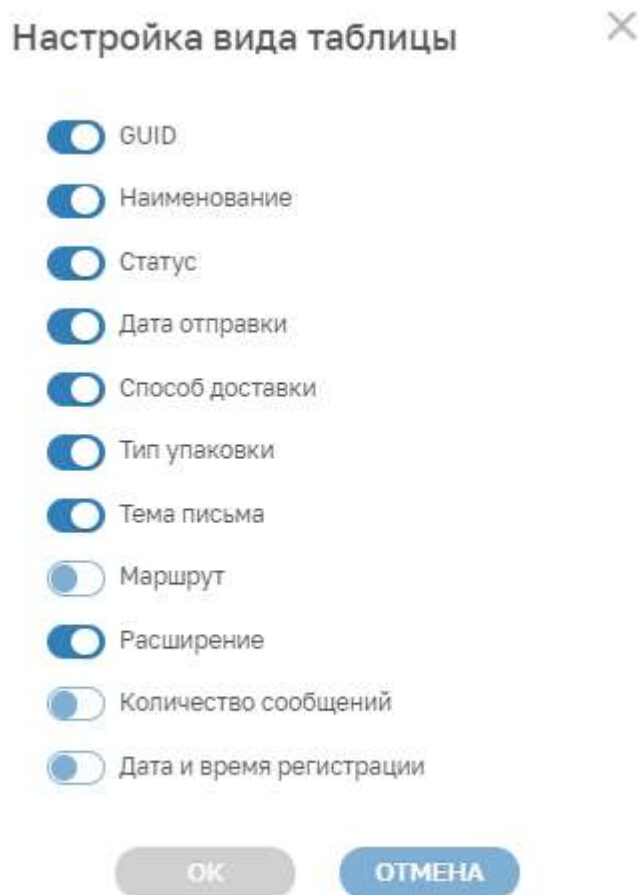 Настройка вида таблицы
GUID
Наименование
Статус
Дата отправки
Способ доставки
Тип упаковки
Тема письма
Маршрут
Расширение
Количество сообщений
Дата и время регистрации
ОК
ОТМЕНА